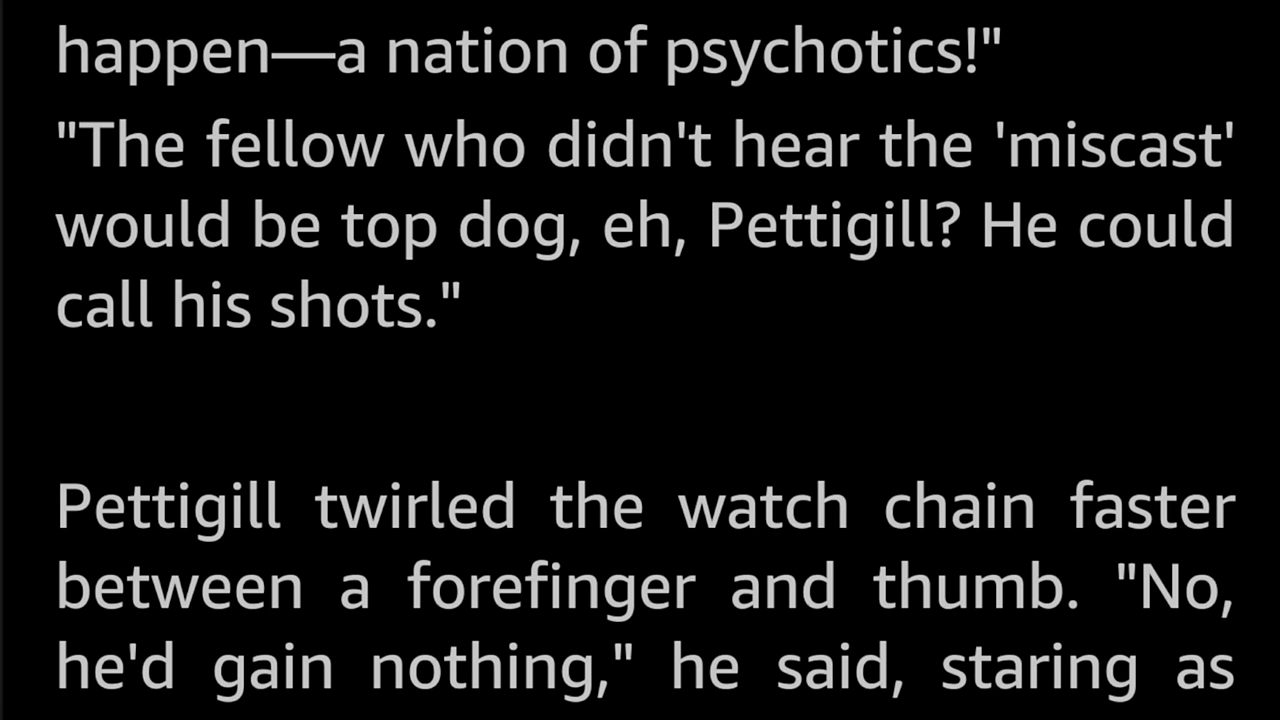 happen—a nation of psychotics!"
"The fellow who didn't hear the 'miscast'
would be top dog, eh, Pettigill? He could
call his shots."
Pettigill twirled the watch chain faster
between a forefinger and thumb. "No,
he'd gain nothing," he said, staring as